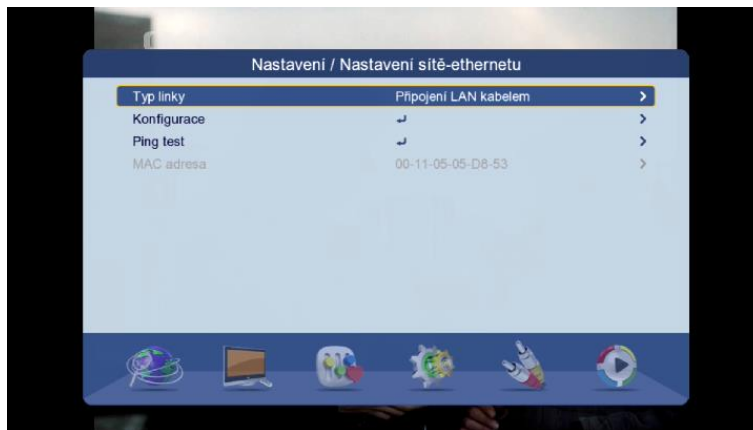 Nastavení / Nastavení sítě-ethernetu
Typ linky Připojení LAN kabelem
Konfigurace
Ping test
MAC adresa 00-11-05-05-D8-53